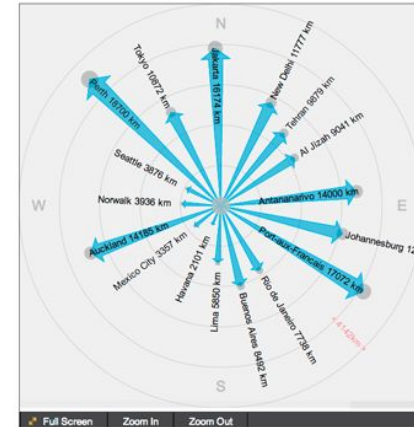 N
Jakarta 16174 km
New Delhi 11777 km
Tokyo 10872 km
Tehran 9879 km
Perth 18700 km
Al Jizah 9041 km
Seattle 3876 km
Antananarivo 14000 km
Norwalk 3936 km
W
E
Johannesburg 12
Auckland 14185 km
Port-aux-Francais 17072 km
Mexico City 3357 km
Havana 2101 km
Lima 5850 km
Buenos Aires 8492 km
Rio de Janeiro 7738 km
<4142km>
S
Full Screen Zoom In Zoom Out